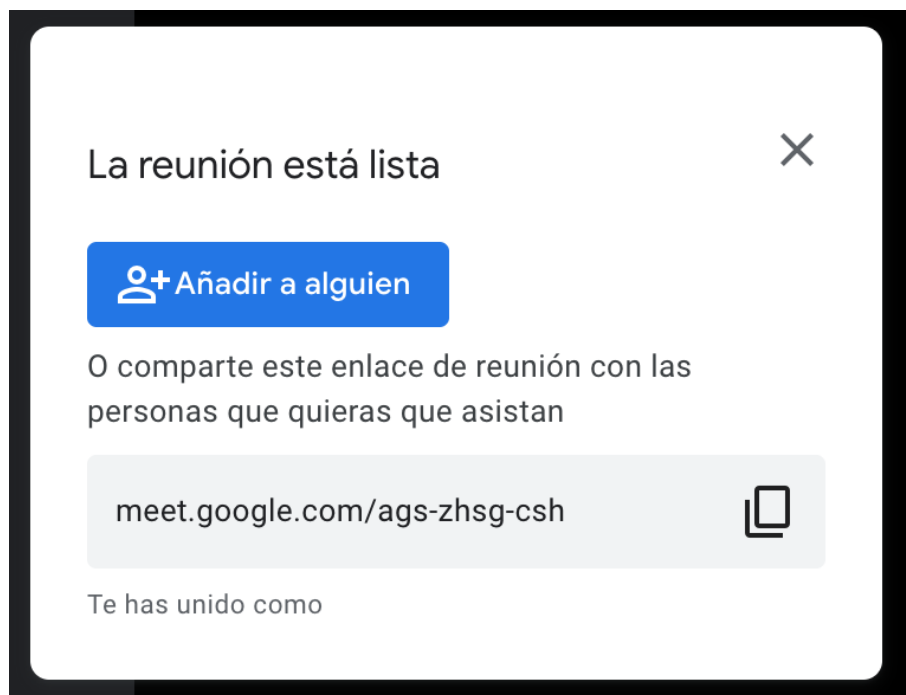 La reunión está lista
Añadir a alguien
O comparte este enlace de reunión con las
personas que quieras que asistan
meet.google.com/ags-zhsg-csh
Te has unido como